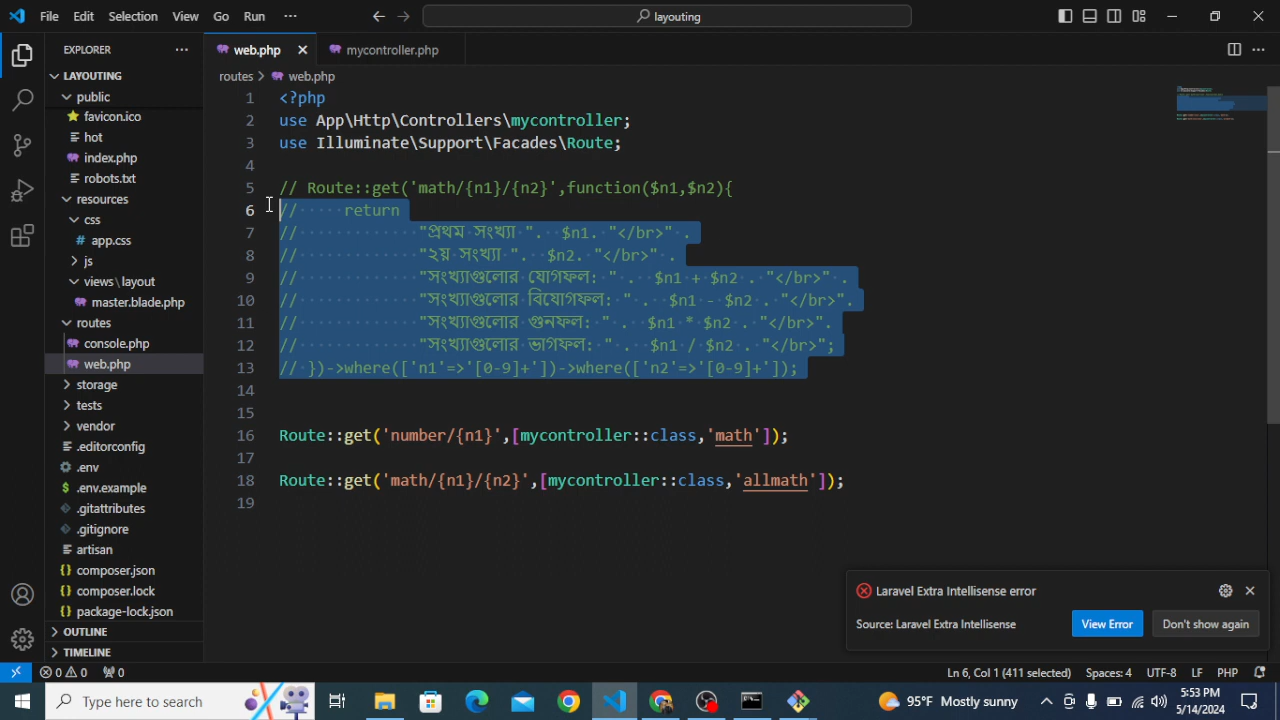 File Edit Selection View Go Run ··· layouting
EXPLORER
LAYOUTING
public
favicon.ico
hot
index.php
robots.txt
resources
css
app.css
js
views\layout
master.blade.php
routes
console.php
web.php
storage
tests
vendor
.editorconfig
.env
.env.example
.gitattributes
.gitignore
artisan
composer.json
composer.lock
package-lock.json
OUTLINE
TIMELINE
web.php mycontroller.php
routes > web.php
1 <?php
2 use App\Http\Controllers\mycontroller;
3 use Illuminate\Support\Facades\Route;
4
5 // Route::get('math/{n1}/{n2}',function($n1,$n2){
6 // return
7 // "প্রথম সংখ্যা ". $n1. "</br>" .
8 // "২য় সংখ্যা ". $n2. "</br>" .
9 // "সংখ্যাগুলোর যোগফল: " . $n1 + $n2 . "</br>" .
10 // "সংখ্যাগুলোর বিযোগফল: " . $n1 - $n2 . "</br>".
11 // "সংখ্যাগুলোর গুনফল: " . $n1 * $n2 . "</br>".
12 // "সংখ্যাগুলোর ভাগফল: " . $n1 / $n2 . "</br>";
13 // })->where(['n1'=>'[0-9]+'])->where(['n2'=>'[0-9]+']);
14
15
16 Route::get('number/{n1}',[mycontroller::class,'math']);
17
18 Route::get('math/{n1}/{n2}',[mycontroller::class,'allmath']);
19
Laravel Extra Intellisense error
Source: Laravel Extra Intellisense View Error Don't show again
0 0 0 Ln 6, Col 1 (411 selected) Spaces: 4 UTF-8 LF PHP
Type here to search 95°F Mostly sunny 5:53 PM
5/14/2024